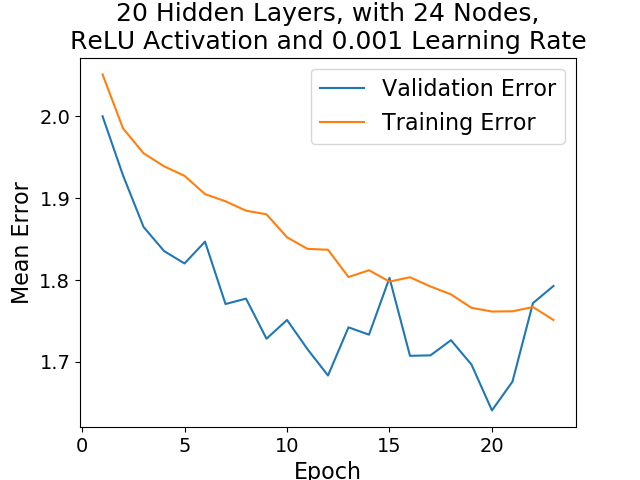 20 Hidden Layers, with 24 Nodes,
ReLU Activation and 0.001 Learning Rate
Validation Error
Training Error
Mean Error
2.0
1.9
1.8
1.7
0
5
10
15
20
Epoch